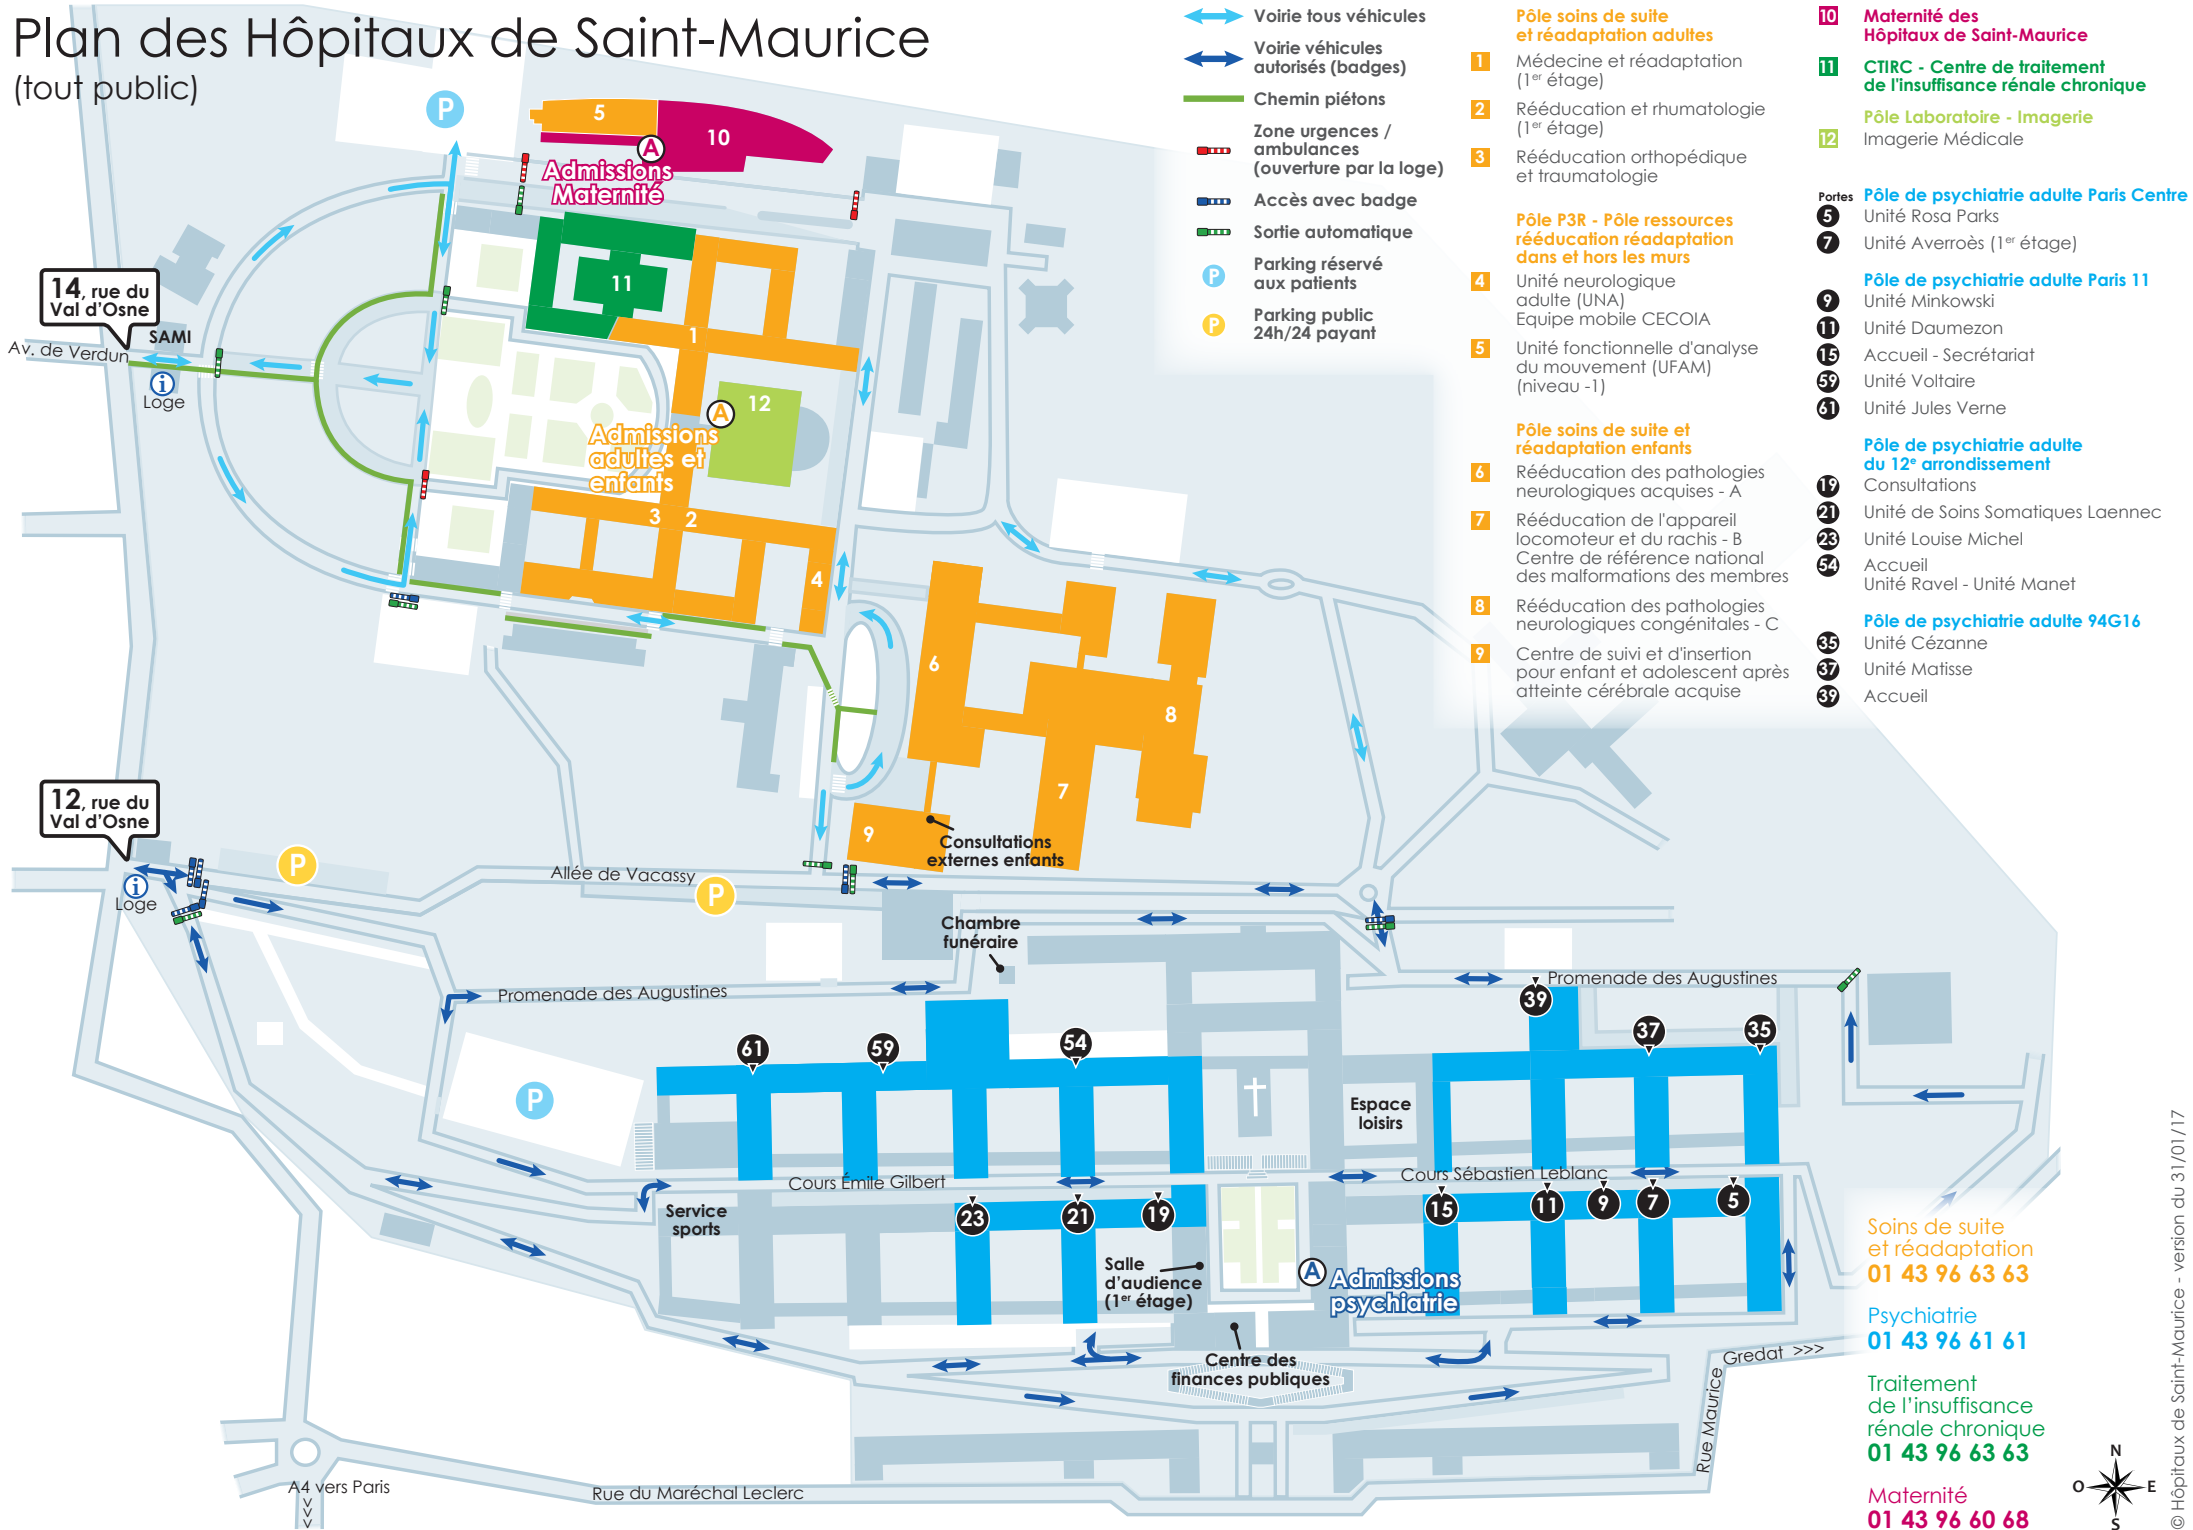 Plan des Hôpitaux de Saint-Maurice
(tout public)
Voirie tous véhicules
Voirie véhicules
autorisés (badges)
Chemin piétons
Zone urgences /
ambulances
(ouverture par la loge)
Accès avec badge
Sortie automatique
P
Parking réservé
aux patients
P
Parking public
24h/24 payant
Pôle soins de suite
et réadaptation adultes
1 Médecine et réadaptation
(1er étage)
2 Rééducation et rhumatologie
(1er étage)
3 Rééducation orthopédique
et traumatologie
Pôle P3R - Pôle ressources
rééducation réadaptation
dans et hors les murs
4 Unité neurologique
adulte (UNA)
Equipe mobile CECOIA
5 Unité fonctionnelle d'analyse
du mouvement (UFAM)
(niveau -1)
Pôle soins de suite et
réadaptation enfants
6 Rééducation des pathologies
neurologiques acquises - A
7 Rééducation de l'appareil
locomoteur et du rachis - B
Centre de référence national
des malformations des membres
8 Rééducation des pathologies
neurologiques congénitales - C
9 Centre de suivi et d'insertion
pour enfant et adolescent après
atteinte cérébrale acquise
10 Maternité des
Hôpitaux de Saint-Maurice
11 CTIRC - Centre de traitement
de l'insuffisance rénale chronique
Pôle Laboratoire - Imagerie
12 Imagerie Médicale
Portes Pôle de psychiatrie adulte Paris Centre
5 Unité Rosa Parks
7 Unité Averroès (1er étage)
Pôle de psychiatrie adulte Paris 11
9 Unité Minkowski
11 Unité Daumezon
15 Accueil - Secrétariat
59 Unité Voltaire
61 Unité Jules Verne
Pôle de psychiatrie adulte
du 12e arrondissement
19 Consultations
21 Unité de Soins Somatiques Laennec
23 Unité Louise Michel
54 Accueil
Unité Ravel - Unité Manet
Pôle de psychiatrie adulte 94G16
35 Unité Cézanne
37 Unité Matisse
39 Accueil
P
5
10
A
Admissions
Maternité
11
1
14, rue du
Val d'Osne
SAMI
Av. de Verdun
i
Loge
A
12
Admissions
adultes et
enfants
3
2
4
6
8
7
9
Consultations
externes enfants
12, rue du
Val d'Osne
i
Loge
P
Allée de Vacassy
P
Chambre
funéraire
Promenade des Augustines
Promenade des Augustines
39
37
35
61
59
54
P
Espace
loisirs
Cours Émile Gilbert
Cours Sébastien Leblanc
Service
sports
23
21
19
15
11
9
7
5
Salle
d'audience
(1er étage)
A
Admissions
psychiatrie
Centre des
finances publiques
Gredat >>>
Rue Maurice
A4 vers Paris
>>>
Rue du Maréchal Leclerc
Soins de suite
et réadaptation
01 43 96 63 63
Psychiatrie
01 43 96 61 61
Traitement
de l'insuffisance
rénale chronique
01 43 96 63 63
Maternité
01 43 96 60 68
N
O
E
S
© Hôpitaux de Saint-Maurice - version du 31/01/17